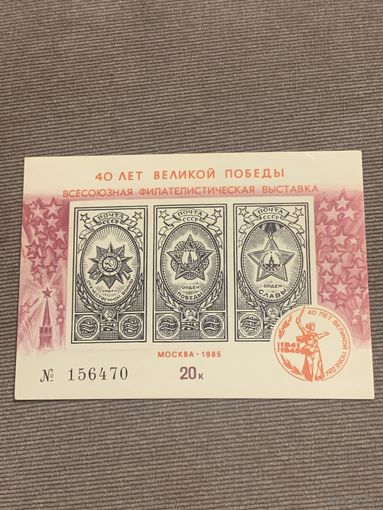 40 ЛЕТ ВЕЛИКОЙ ПОБЕДЫ
ВСЕСОЮЗНАЯ ФИЛАТЕЛИСТИЧЕСКАЯ ВЫСТАВКА
ПОЧТА СССР
ПОЧТА СССР
ПОЧТА СССР
ОРДЕН ПОБЕДЫ
ОРДЕН СЛАВЫ
МОСКВА · 1985
№ 156470
20к
40 ЛЕТ ВЕЛИКОЙ ПОБЕДЫ
1941
1945